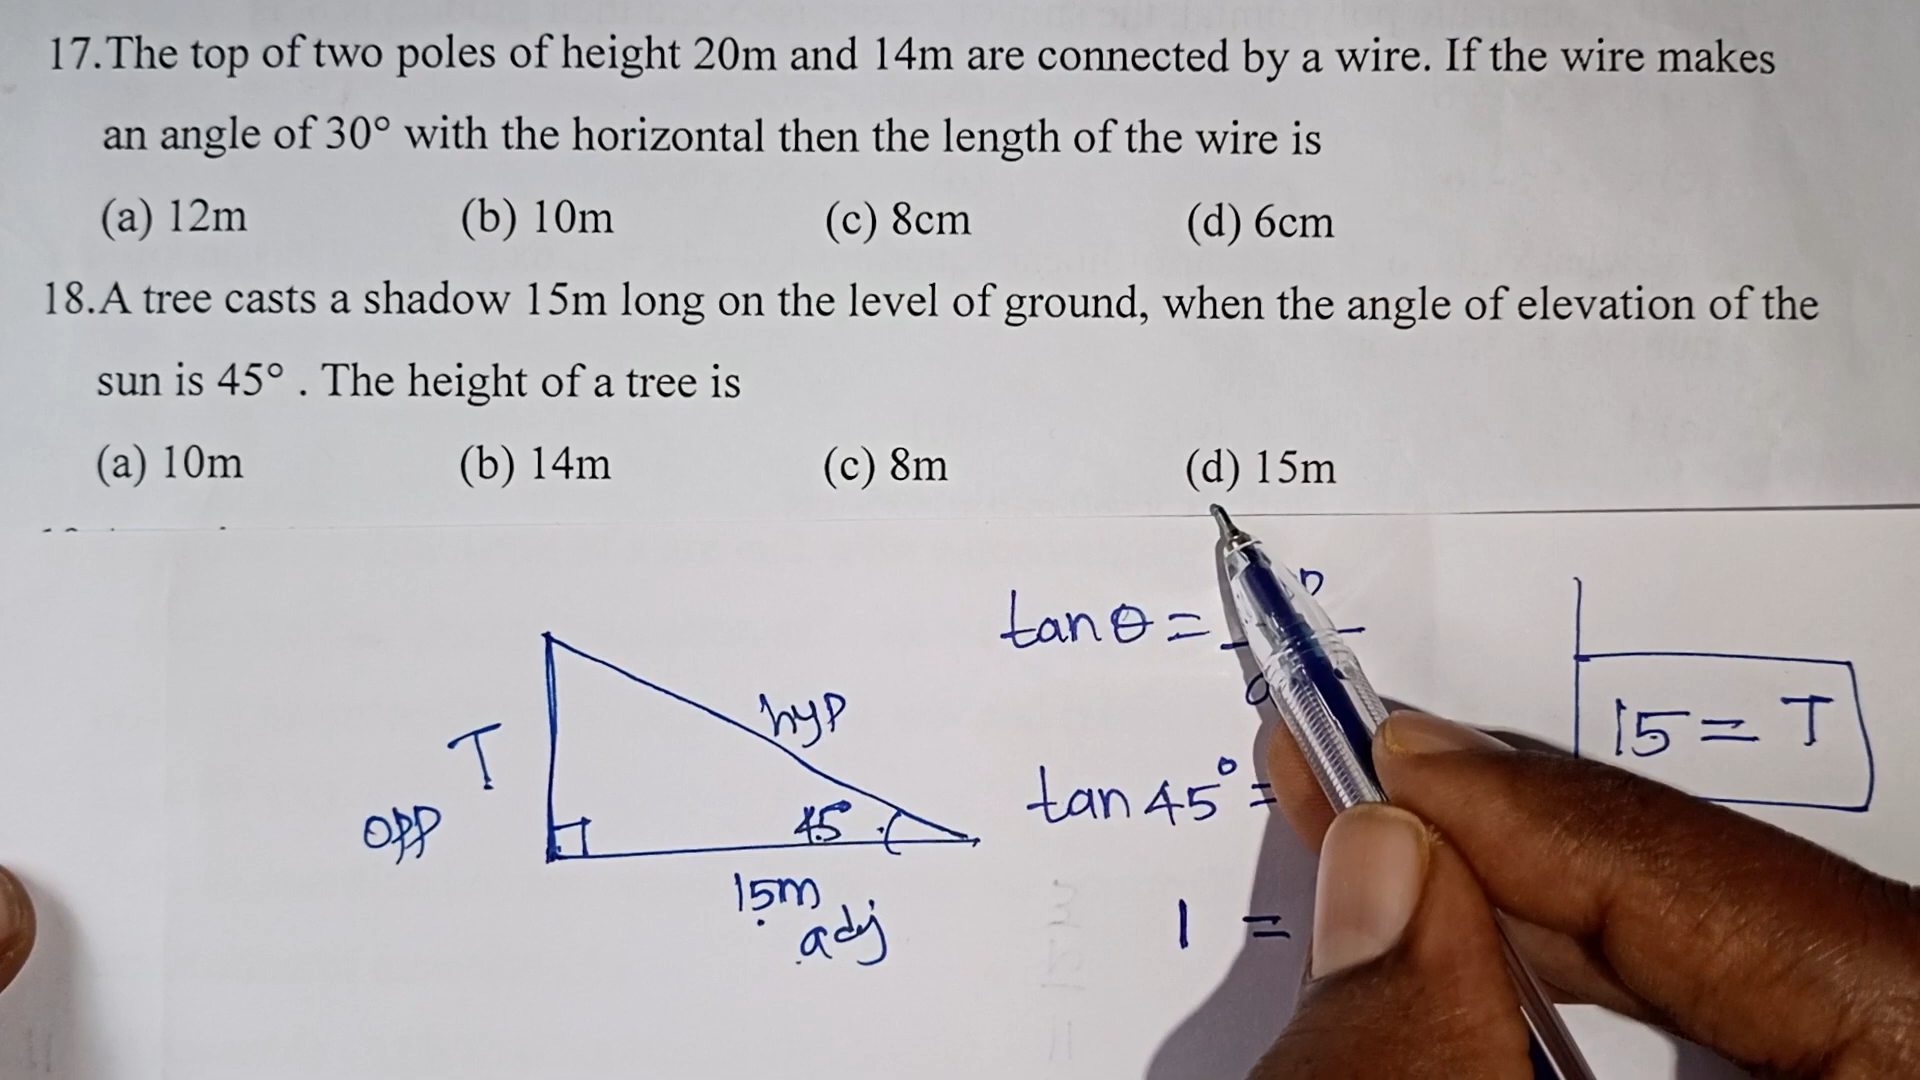 17.The top of two poles of height 20m and 14m are connected by a wire. If the wire makes
an angle of 30° with the horizontal then the length of the wire is
(a) 12m (b) 10m (c) 8cm (d) 6cm
18.A tree casts a shadow 15m long on the level of ground, when the angle of elevation of the
sun is 45° . The height of a tree is
(a) 10m (b) 14m (c) 8m (d) 15m
tan θ =
hyp
T
15 = T
opp
45°
tan 45° =
15m
adj
1 =